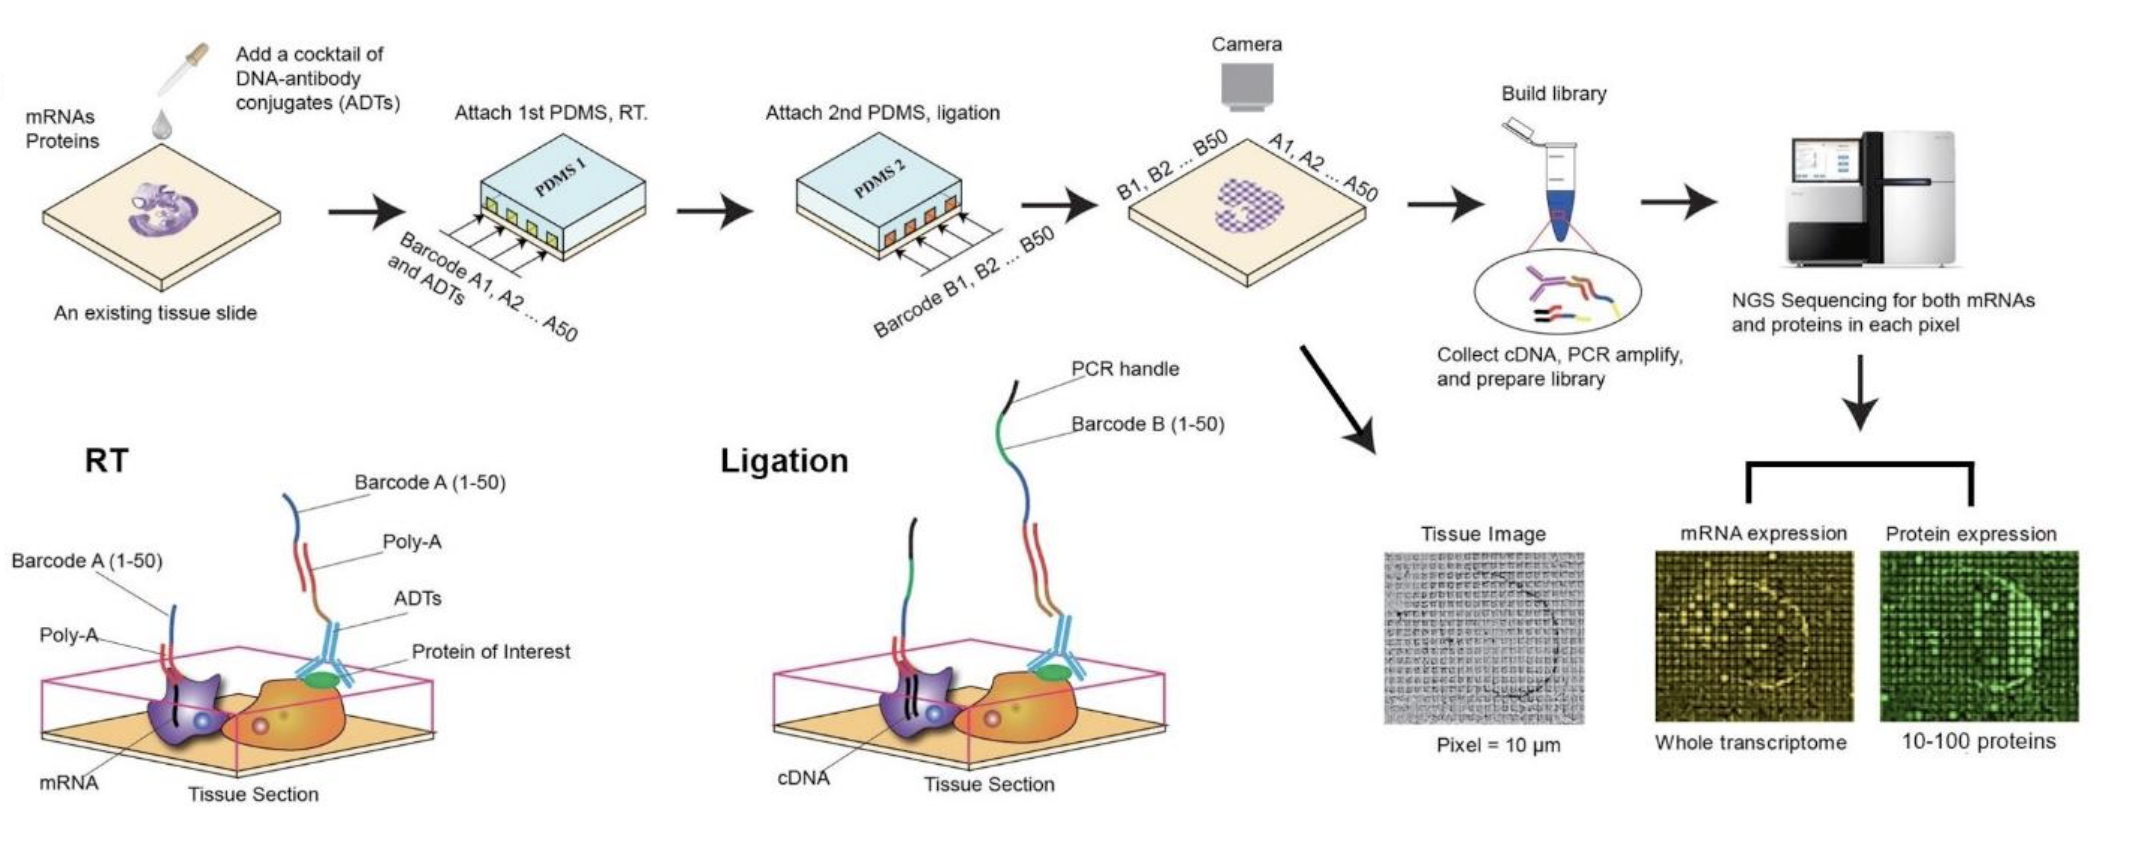 mRNAs
Proteins
Add a cocktail of
DNA-antibody
conjugates (ADTs)
An existing tissue slide
Attach 1st PDMS, RT.
PDMS 1
Barcode A1, A2 ... A50
and ADTs
Attach 2nd PDMS, ligation
PDMS 2
Barcode B1, B2 ... B50
Camera
B1, B2 ... B50
A1, A2 ... A50
Build library
Collect cDNA, PCR amplify,
and prepare library
NGS Sequencing for both mRNAs
and proteins in each pixel
RT
Barcode A (1-50)
Poly-A
Barcode A (1-50)
ADTs
Poly-A
Protein of Interest
mRNA
Tissue Section
Ligation
PCR handle
Barcode B (1-50)
cDNA
Tissue Section
Tissue Image
Pixel = 10 µm
mRNA expression
Whole transcriptome
Protein expression
10-100 proteins